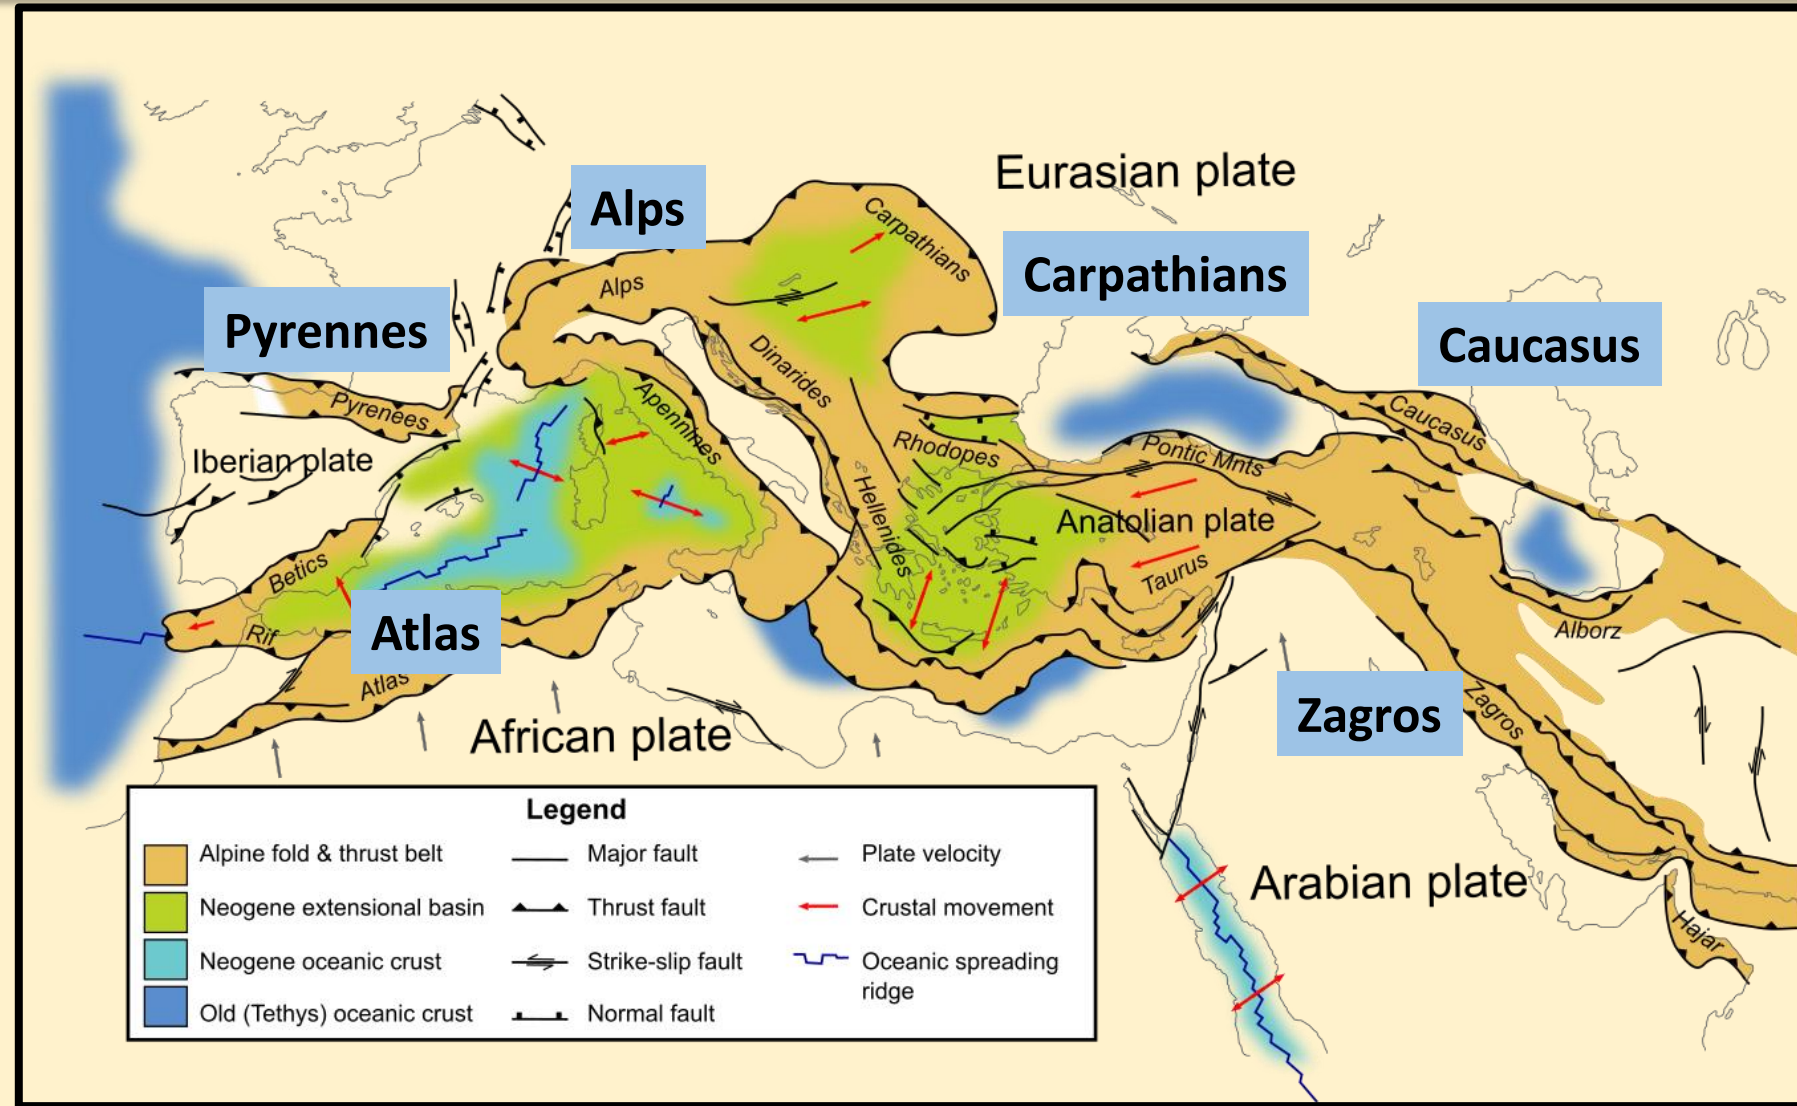 Eurasian plate
Alps
Carpathians
Carpathians
Alps
Pyrennes
Caucasus
Dinarides
Pyrenees
Apennines
Caucasus
Iberian plate
Rhodopes
Pontic Mnts
Hellenides
Anatolian plate
Betics
Taurus
Rif
Atlas
Alborz
Atlas
Zagros
Zagros
African plate
Arabian plate
Hajar
Legend
Alpine fold & thrust belt
Major fault
Plate velocity
Neogene extensional basin
Thrust fault
Crustal movement
Neogene oceanic crust
Strike-slip fault
Oceanic spreading
ridge
Old (Tethys) oceanic crust
Normal fault